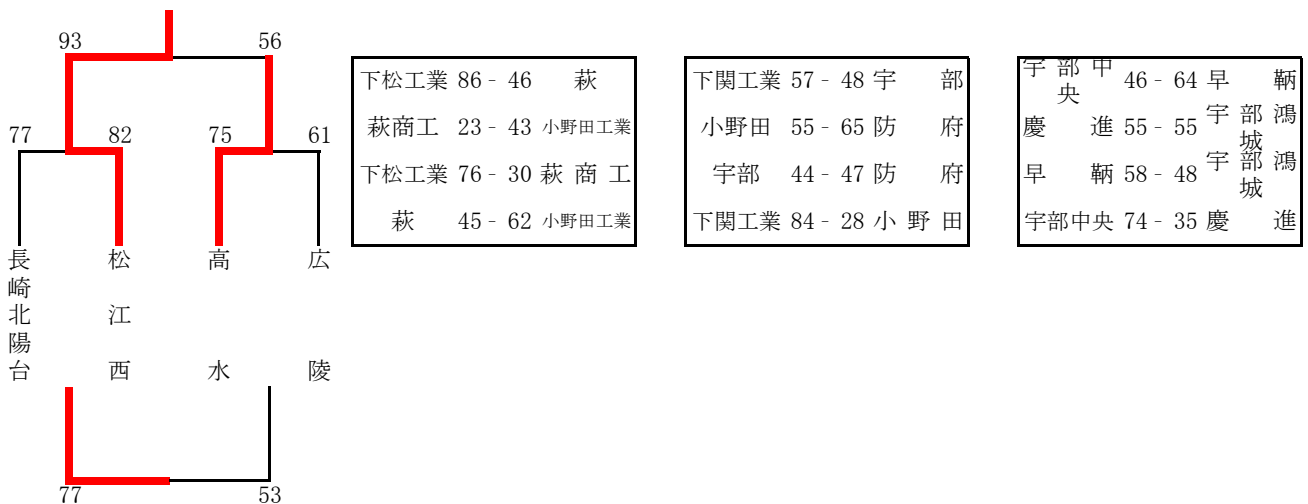 93 56
77 82 75 61
長崎北陽台
松江西
高水
広陵
77 53
下松工業 86 - 46 萩
萩商工 23 - 43 小野田工業
下松工業 76 - 30 萩商工
萩 45 - 62 小野田工業
下関工業 57 - 48 宇部
小野田 55 - 65 防府
宇部 44 - 47 防府
下関工業 84 - 28 小野田
宇部中央 46 - 64 早鞆
慶進 55 - 55 宇部鴻城
早鞆 58 - 48 宇部鴻城
宇部中央 74 - 35 慶進